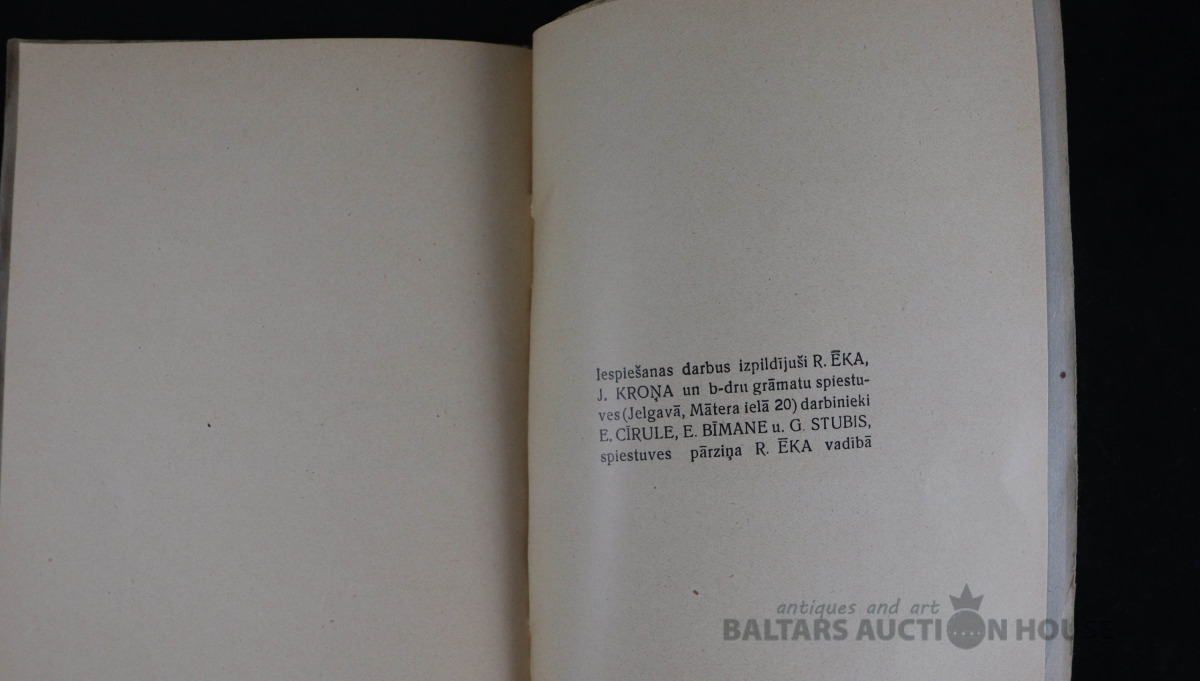 Iespiešanas darbus izpildījuši R. ĒKA,
J. KROŅA un b-dru grāmatu spiestu-
ves (Jelgavā, Mātera ielā 20) darbinieki
E. CĪRULE, E. BĪMANE u. G. STUBIS,
spiestuves pārziņa R. ĒKA vadībā
antiques and art
BALTARS AUCTION HOUSE